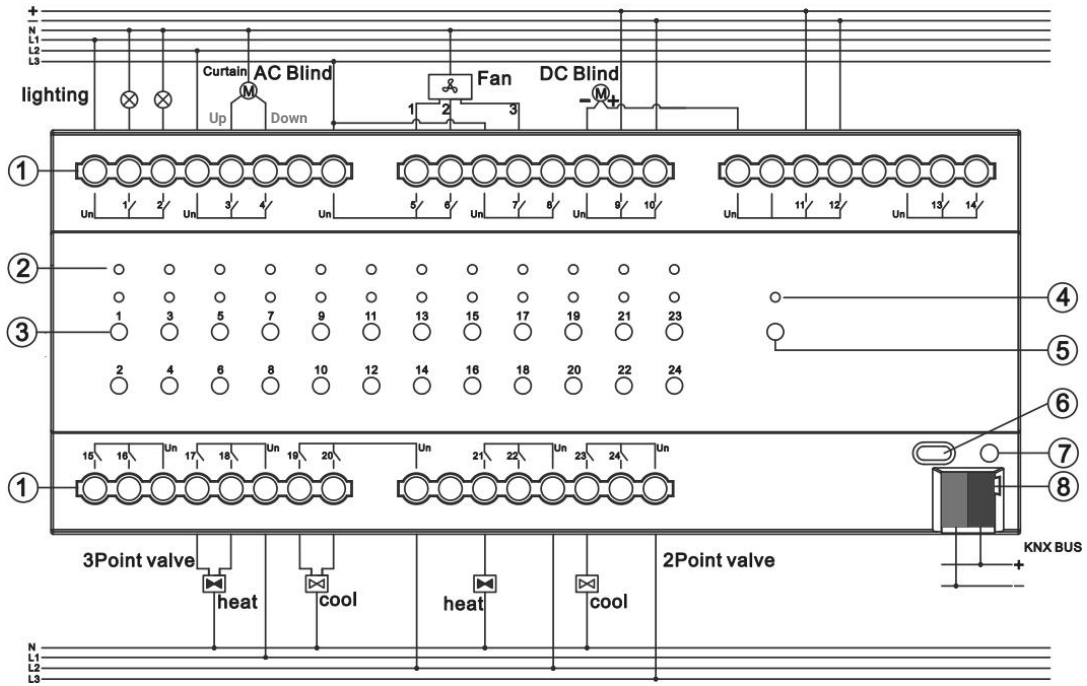 +
−
N
L1
L2
L3
lighting
Curtain AC Blind
M
Up Down
Fan
1 2 3
DC Blind
− M +
1
Un 1 2 Un 3 4 Un 5 6 Un 7 8 Un 9 10 Un 11 12 Un 13 14
2
4
1 3 5 7 9 11 13 15 17 19 21 23
3
5
2 4 6 8 10 12 14 16 18 20 22 24
6
15 16 Un 17 18 Un 19 20 Un 21 22 Un 23 24 Un
7
1
8
3Point valve
2Point valve
KNX BUS
+
−
heat cool heat cool
N
L1
L2
L3